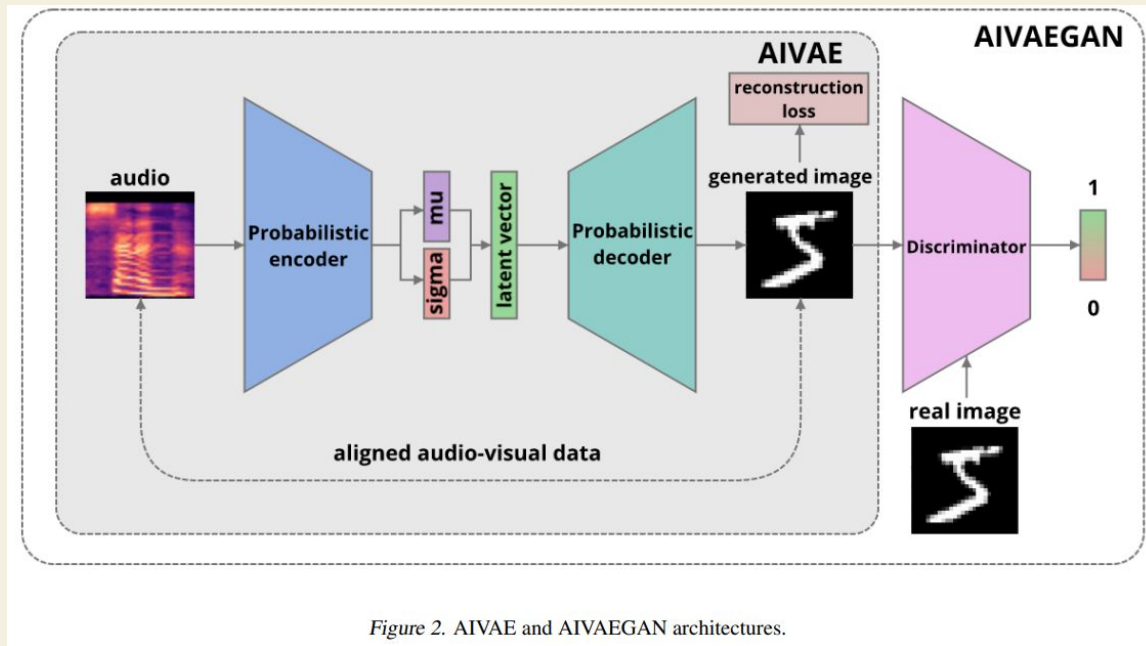 AIVAEGAN
AIVAE
reconstruction
loss
audio
generated image
Probabilistic
encoder
mu
sigma
latent vector
Probabilistic
decoder
Discriminator
1
0
real image
aligned audio-visual data
Figure 2. AIVAE and AIVAEGAN architectures.